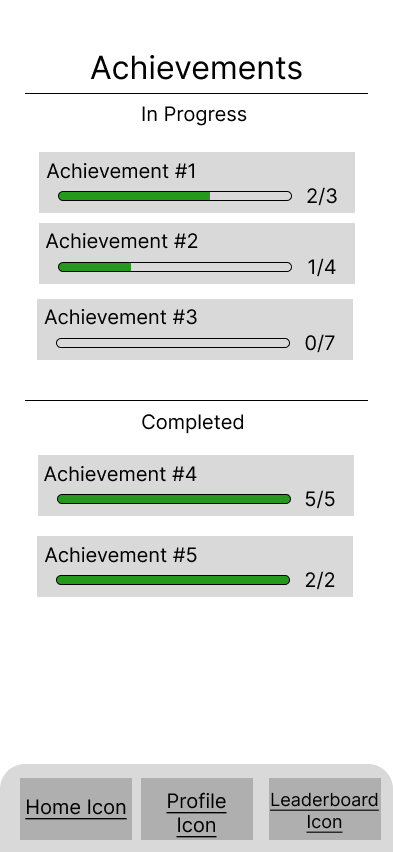 Achievements
In Progress
Achievement #1
2/3
Achievement #2
1/4
Achievement #3
0/7
Completed
Achievement #4
5/5
Achievement #5
2/2
Home Icon
Profile
Icon
Leaderboard
Icon